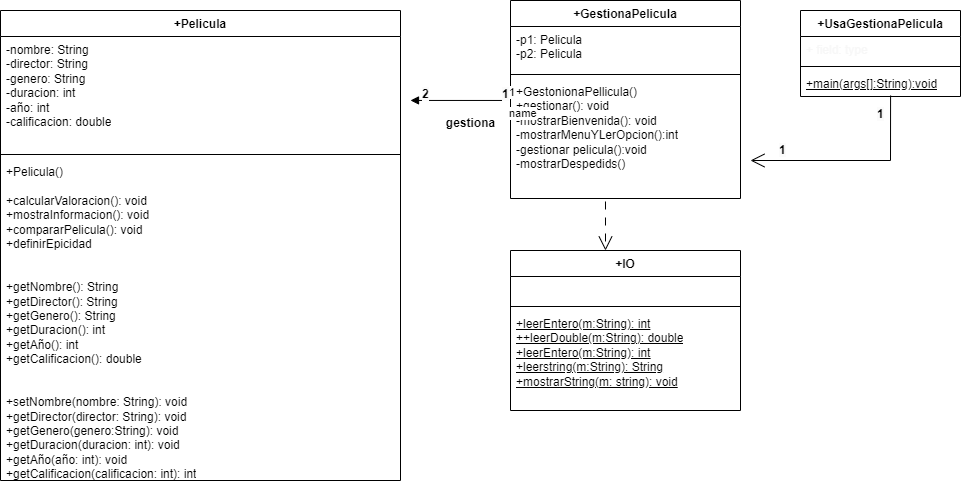 +Pelicula
-nombre: String
-director: String
-genero: String
-duracion: int
-año: int
-calificacion: double
+Pelicula()
+calcularValoracion(): void
+mostraInformacion(): void
+compararPelicula(): void
+definirEpicidad
+getNombre(): String
+getDirector(): String
+getGenero(): String
+getDuracion(): int
+getAño(): int
+getCalificacion(): double
+setNombre(nombre: String): void
+getDirector(director: String): void
+getGenero(genero:String): void
+getDuracion(duracion: int): void
+getAño(año: int): void
+getCalificacion(calificacion: int): int
2
1
gestiona
+GestionaPelicula
-p1: Pelicula
-p2: Pelicula
1
+GestonionaPellicula()
+gestionar(): void
name
-mostrarBienvenida(): void
-mostrarMenuYLerOpcion():int
-gestionar pelicula():void
-mostrarDespedids()
+IO
+leerEntero(m:String): int
++leerDouble(m:String): double
+leerEntero(m:String): int
+leerstring(m:String): String
+mostrarString(m: string): void
+UsaGestionaPelicula
+ field: type
+main(args[]:String):void
1
1